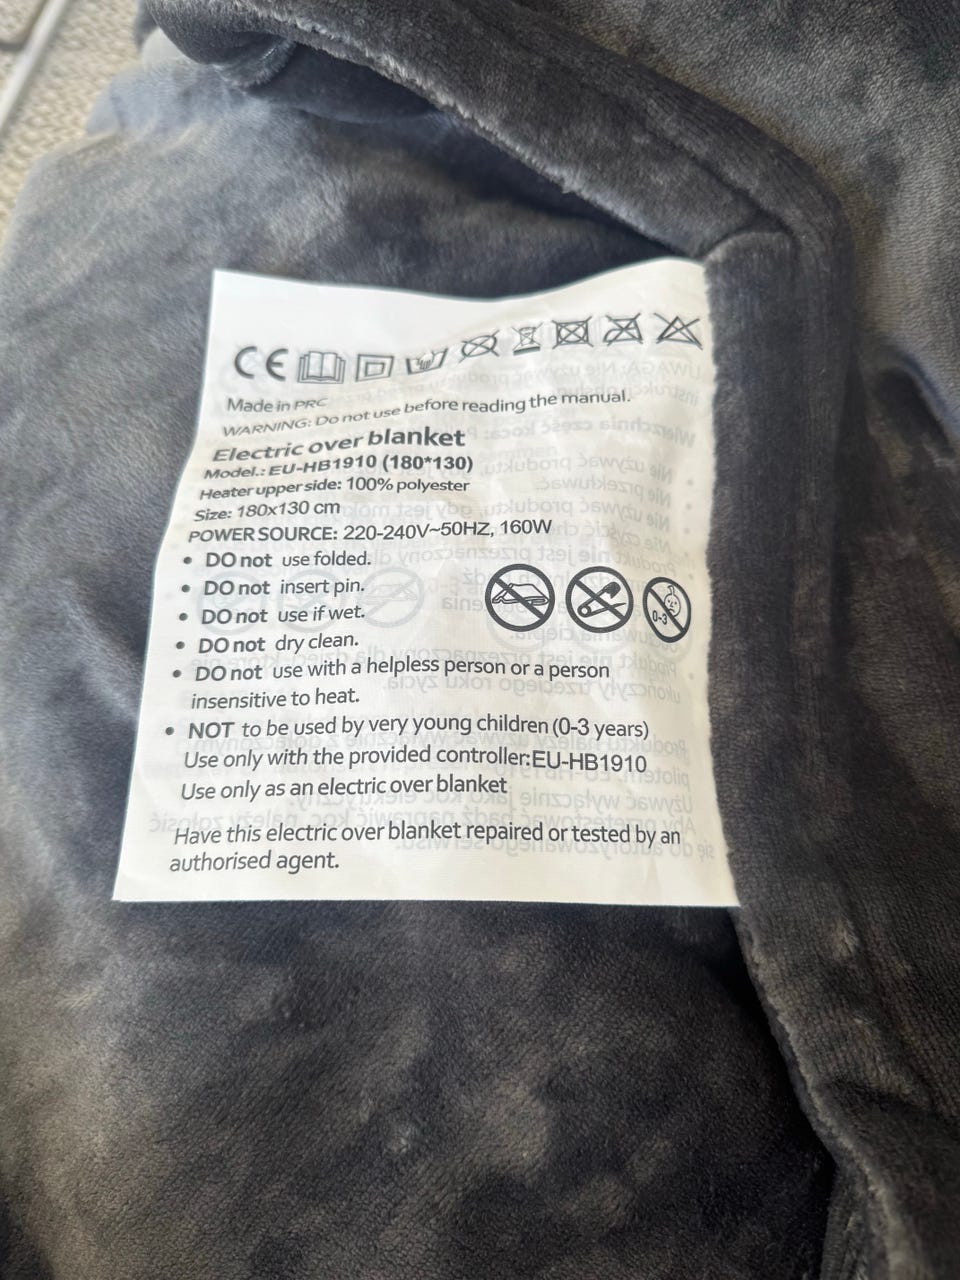 CE
Made in PRC
WARNING: Do not use before reading the manual.
Electric over blanket
Model.: EU-HB1910 (180*130)
Heater upper side: 100% polyester
Size: 180x130 cm
POWER SOURCE: 220-240V~50HZ, 160W
• DO not use folded.
• DO not insert pin.
• DO not use if wet.
• DO not dry clean.
• DO not use with a helpless person or a person
insensitive to heat.
• NOT to be used by very young children (0-3 years)
Use only with the provided controller:EU-HB1910
Use only as an electric over blanket
Have this electric over blanket repaired or tested by an
authorised agent.
0-3